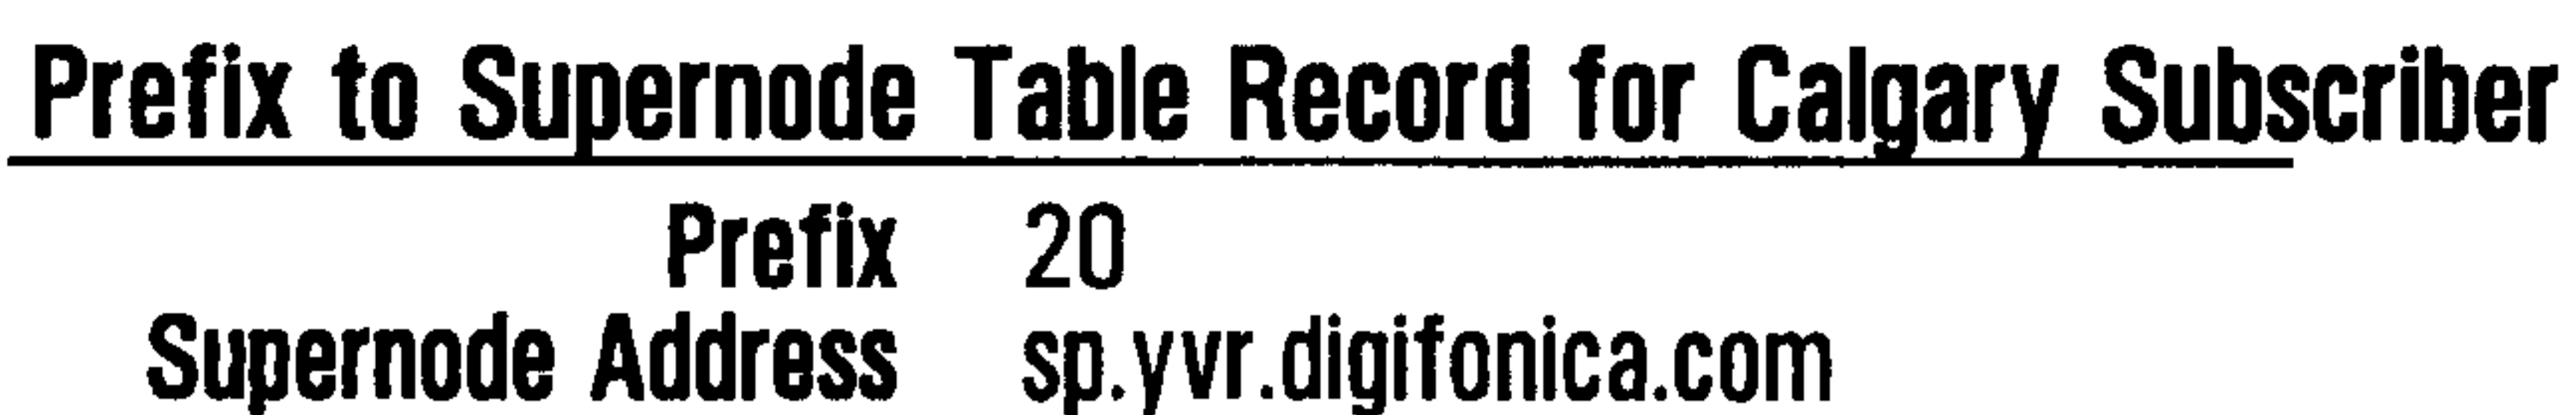 Prefix to Supernode Table Record for Calgary Subscriber
Prefix 20
Supernode Address sp.yvr.digifonica.com